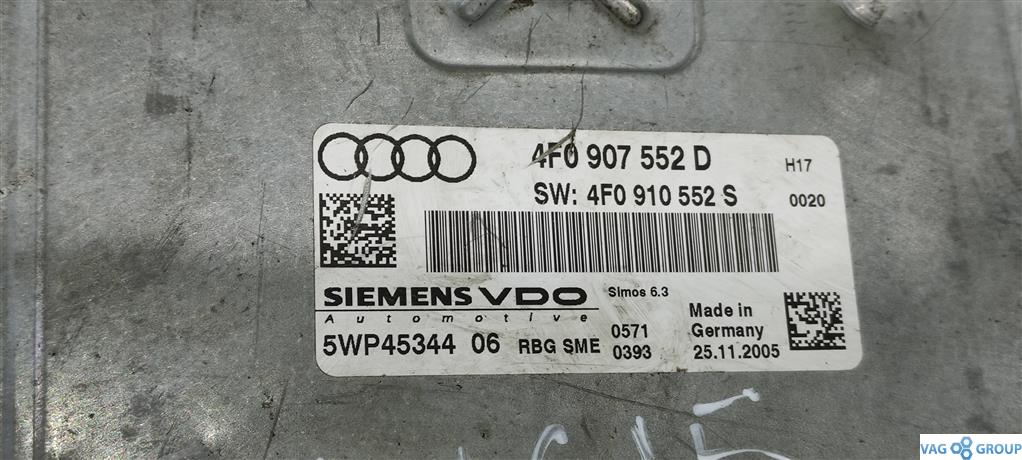 4F0 907 552 D
H17
SW: 4F0 910 552 S
0020
SIEMENS VDO
Automotive
Simos 6.3
5WP45344 06 RBG SME
0571
0393
Made in
Germany
25.11.2005
VAG GROUP